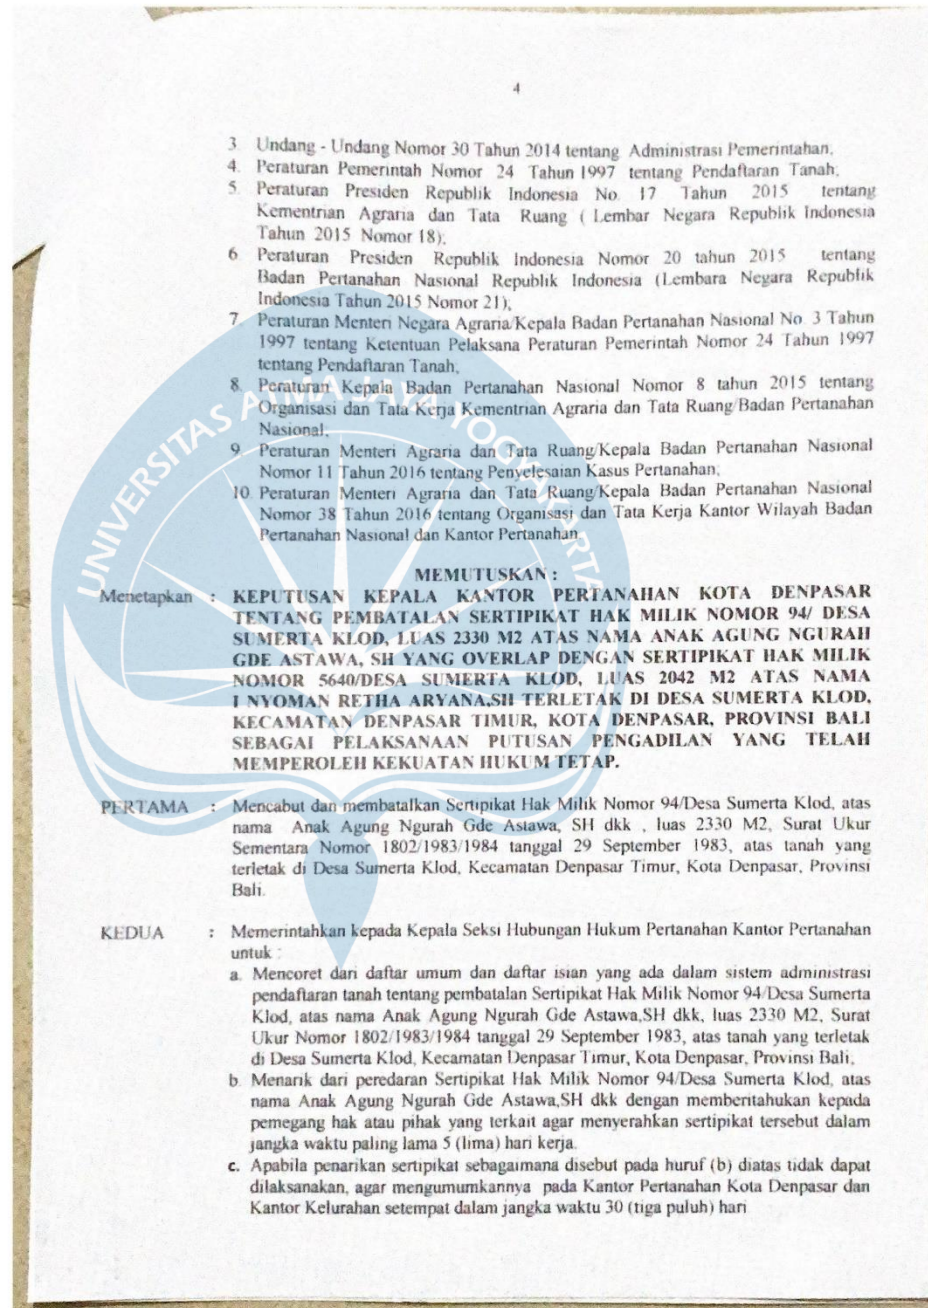 4
3. Undang - Undang Nomor 30 Tahun 2014 tentang Administrasi Pemerintahan;
4. Peraturan Pemerintah Nomor 24 Tahun 1997 tentang Pendaftaran Tanah;
5. Peraturan Presiden Republik Indonesia No. 17 Tahun 2015 tentang
Kementrian Agraria dan Tata Ruang ( Lembar Negara Republik Indonesia
Tahun 2015 Nomor 18);
6. Peraturan Presiden Republik Indonesia Nomor 20 tahun 2015 tentang
Badan Pertanahan Nasional Republik Indonesia (Lembara Negara Republik
Indonesia Tahun 2015 Nomor 21);
7. Peraturan Menteri Negara Agraria/Kepala Badan Pertanahan Nasional No. 3 Tahun
1997 tentang Ketentuan Pelaksana Peraturan Pemerintah Nomor 24 Tahun 1997
tentang Pendaftaran Tanah;
8. Peraturan Kepala Badan Pertanahan Nasional Nomor 8 tahun 2015 tentang
Organisasi dan Tata Kerja Kementrian Agraria dan Tata Ruang/Badan Pertanahan
Nasional;
9. Peraturan Menteri Agraria dan Tata Ruang/Kepala Badan Pertanahan Nasional
Nomor 11 Tahun 2016 tentang Penyelesaian Kasus Pertanahan;
10. Peraturan Menteri Agraria dan Tata Ruang/Kepala Badan Pertanahan Nasional
Nomor 38 Tahun 2016 tentang Organisasi dan Tata Kerja Kantor Wilayah Badan
Pertanahan Nasional dan Kantor Pertanahan.
UNIVERSITAS ATMA JAYA YOGYAKARTA
MEMUTUSKAN :
Menetapkan : KEPUTUSAN KEPALA KANTOR PERTANAHAN KOTA DENPASAR
TENTANG PEMBATALAN SERTIPIKAT HAK MILIK NOMOR 94/ DESA
SUMERTA KLOD, LUAS 2330 M2 ATAS NAMA ANAK AGUNG NGURAH
GDE ASTAWA, SH YANG OVERLAP DENGAN SERTIPIKAT HAK MILIK
NOMOR 5640/DESA SUMERTA KLOD, LUAS 2042 M2 ATAS NAMA
I NYOMAN RETHA ARYANA,SH TERLETAK DI DESA SUMERTA KLOD,
KECAMATAN DENPASAR TIMUR, KOTA DENPASAR, PROVINSI BALI
SEBAGAI PELAKSANAAN PUTUSAN PENGADILAN YANG TELAH
MEMPEROLEH KEKUATAN HUKUM TETAP.
PERTAMA : Mencabut dan membatalkan Sertipikat Hak Milik Nomor 94/Desa Sumerta Klod, atas
nama Anak Agung Ngurah Gde Astawa, SH dkk , luas 2330 M2, Surat Ukur
Sementara Nomor 1802/1983/1984 tanggal 29 September 1983, atas tanah yang
terletak di Desa Sumerta Klod, Kecamatan Denpasar Timur, Kota Denpasar, Provinsi
Bali.
KEDUA : Memerintahkan kepada Kepala Seksi Hubungan Hukum Pertanahan Kantor Pertanahan
untuk :
a. Mencoret dari daftar umum dan daftar isian yang ada dalam sistem administrasi
pendaftaran tanah tentang pembatalan Sertipikat Hak Milik Nomor 94/Desa Sumerta
Klod, atas nama Anak Agung Ngurah Gde Astawa,SH dkk, luas 2330 M2, Surat
Ukur Nomor 1802/1983/1984 tanggal 29 September 1983, atas tanah yang terletak
di Desa Sumerta Klod, Kecamatan Denpasar Timur, Kota Denpasar, Provinsi Bali;
b. Menarik dari peredaran Sertipikat Hak Milik Nomor 94/Desa Sumerta Klod, atas
nama Anak Agung Ngurah Gde Astawa,SH dkk dengan memberitahukan kepada
pemegang hak atau pihak yang terkait agar menyerahkan sertipikat tersebut dalam
jangka waktu paling lama 5 (lima) hari kerja.
c. Apabila penarikan sertipikat sebagaimana disebut pada huruf (b) diatas tidak dapat
dilaksanakan, agar mengumumkannya pada Kantor Pertanahan Kota Denpasar dan
Kantor Kelurahan setempat dalam jangka waktu 30 (tiga puluh) hari